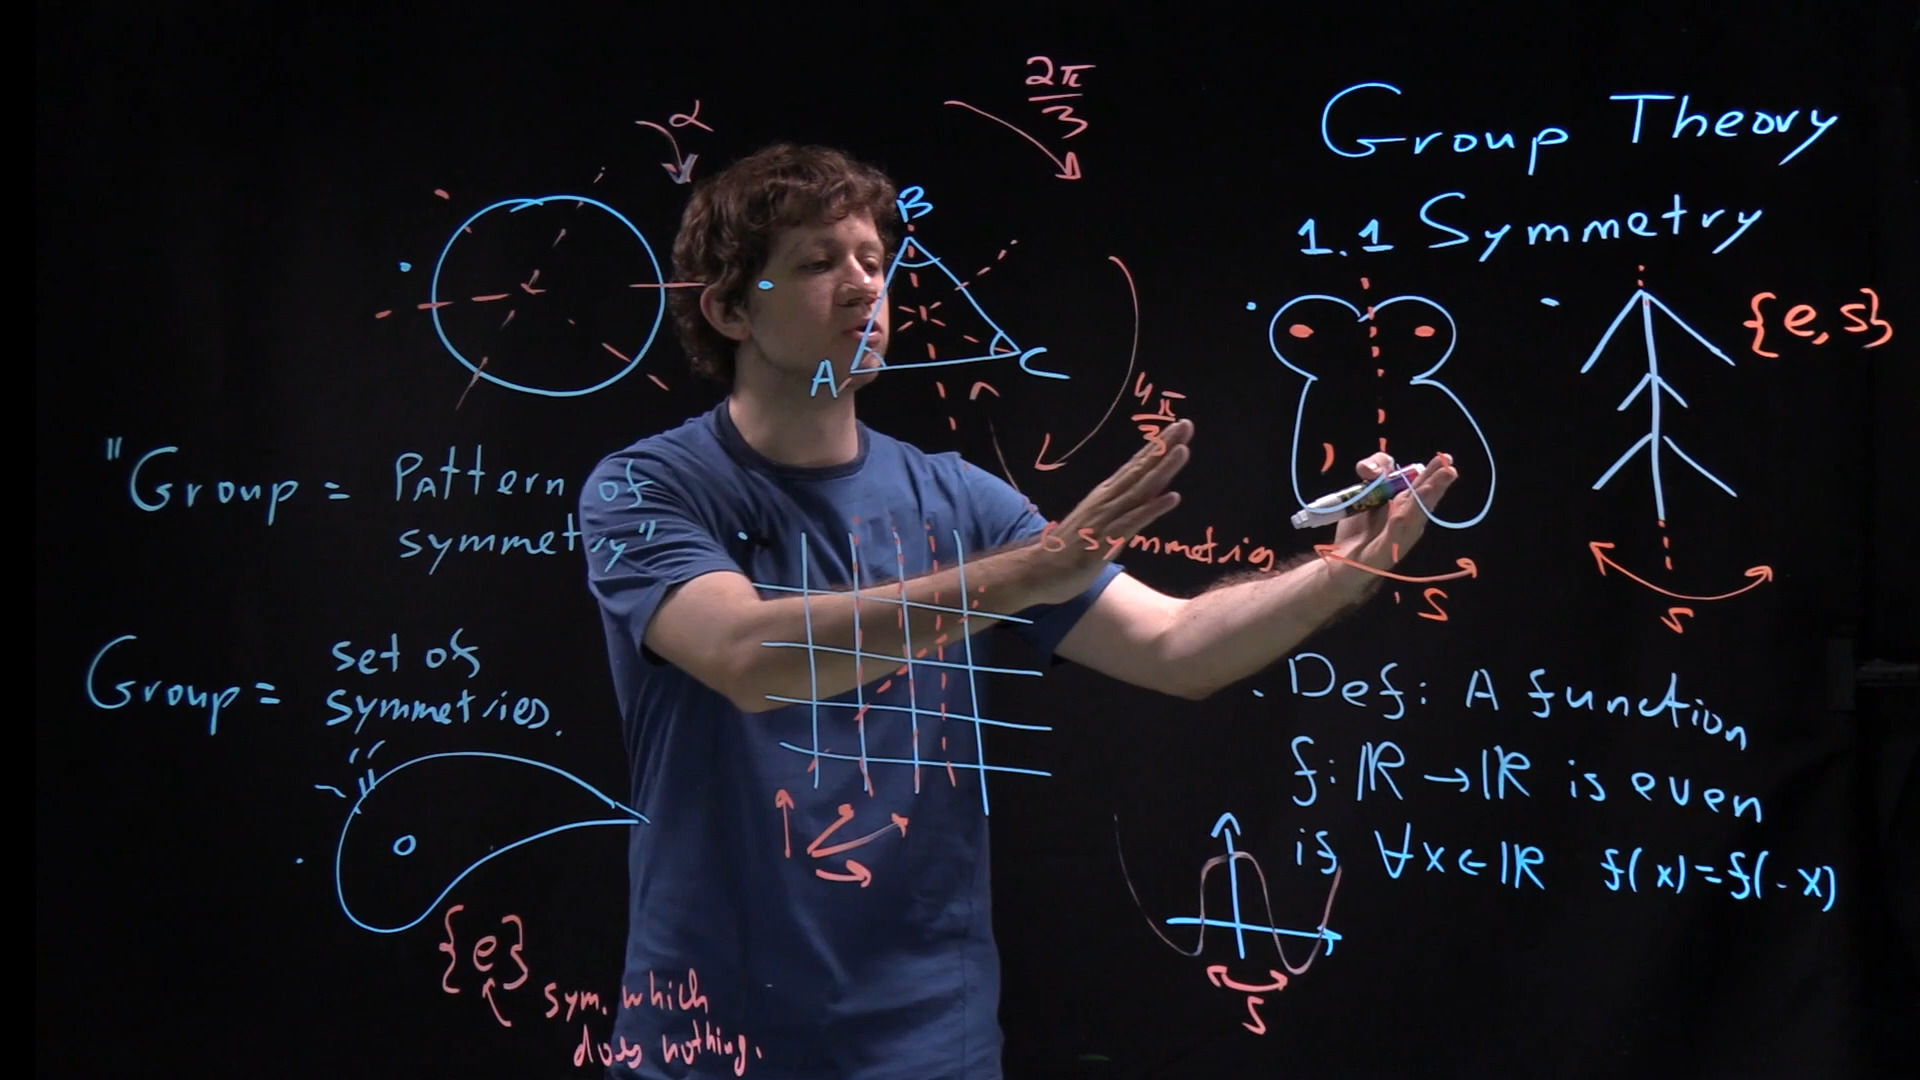 Group Theory
1.1 Symmetry
α
2π/3
B
A
C
4π/3
6 symmetries
{e, s}
s
s
"Group = Pattern of
symmetry"
Group = set of
symmetries.
{e}
sym. which
does nothing.
Def: A function
f: ℝ → ℝ is even
if ∀x∈ℝ f(x)=f(-x)
s